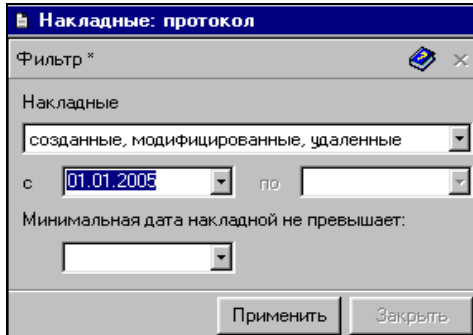 Накладные: протокол
Фильтр *
Накладные
созданные, модифицированные, удаленные
с 01.01.2005 по
Минимальная дата накладной не превышает:
Применить Закрыть